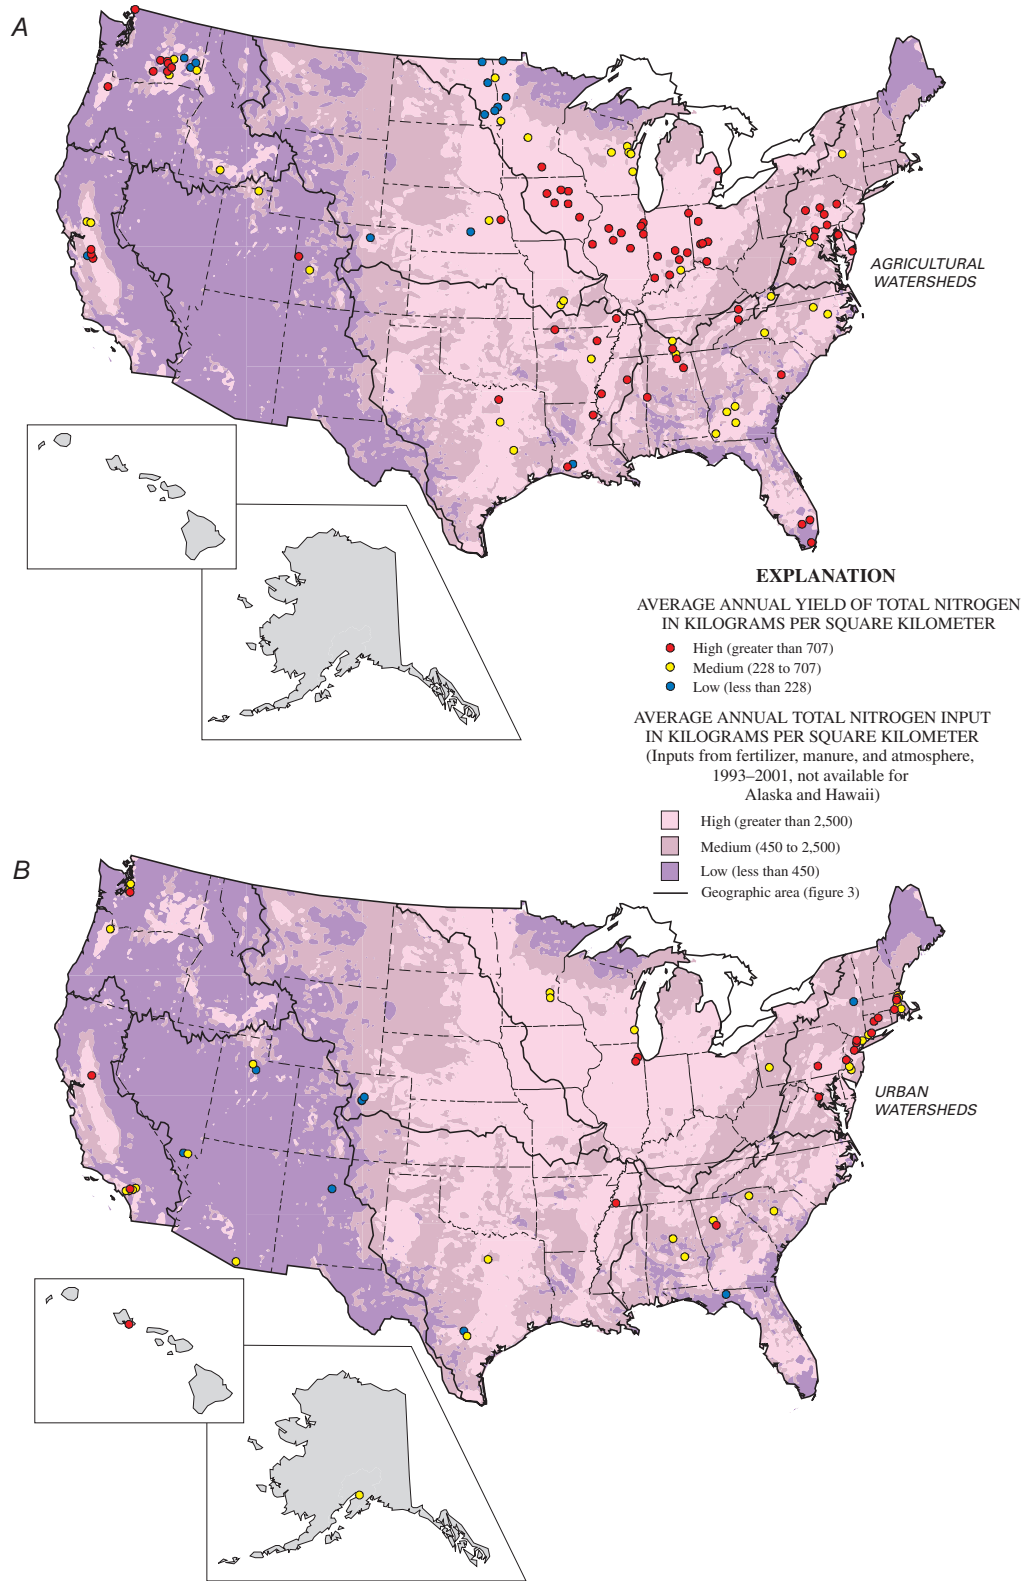 A
AGRICULTURAL
WATERSHEDS
EXPLANATION
AVERAGE ANNUAL YIELD OF TOTAL NITROGEN
IN KILOGRAMS PER SQUARE KILOMETER
High (greater than 707)
Medium (228 to 707)
Low (less than 228)
AVERAGE ANNUAL TOTAL NITROGEN INPUT
IN KILOGRAMS PER SQUARE KILOMETER
(Inputs from fertilizer, manure, and atmosphere,
1993–2001, not available for
Alaska and Hawaii)
High (greater than 2,500)
Medium (450 to 2,500)
Low (less than 450)
Geographic area (figure 3)
B
URBAN
WATERSHEDS